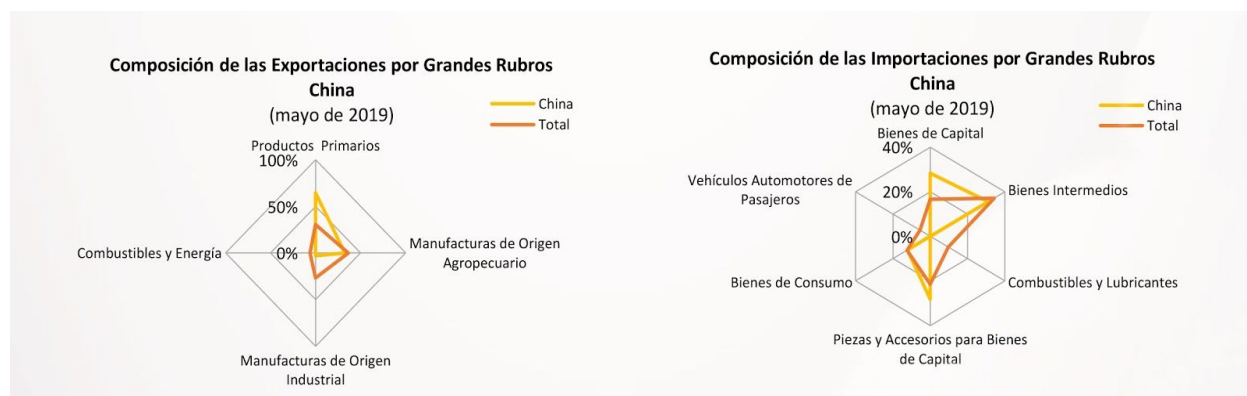 Composición de las Exportaciones por Grandes Rubros
China
(mayo de 2019)
China
Total
Productos Primarios
100%
50%
0%
Combustibles y Energía
Manufacturas de Origen
Agropecuario
Manufacturas de Origen
Industrial
Composición de las Importaciones por Grandes Rubros
China
(mayo de 2019)
China
Total
Bienes de Capital
40%
20%
0%
Vehículos Automotores de
Pasajeros
Bienes Intermedios
Bienes de Consumo
Combustibles y Lubricantes
Piezas y Accesorios para Bienes
de Capital